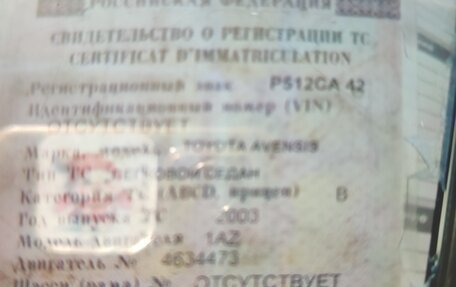 РОССИЙСКАЯ ФЕДЕРАЦИЯ
СВИДЕТЕЛЬСТВО О РЕГИСТРАЦИИ ТС
CERTIFICAT D'IMMATRICULATION
Регистрационный знак Р512СА 42
Идентификационный номер (VIN)
ОТСУТСТВУЕТ
Марка, модель TOYOTA AVENSIS
Тип ТС ЛЕГКОВОЙ СЕДАН
Категория ТС (ABCD, прицеп) B
Год выпуска ТС 2003
Модель двигателя 1AZ
Двигатель № 4634473
Шасси (рама) № ОТСУТСТВУЕТ